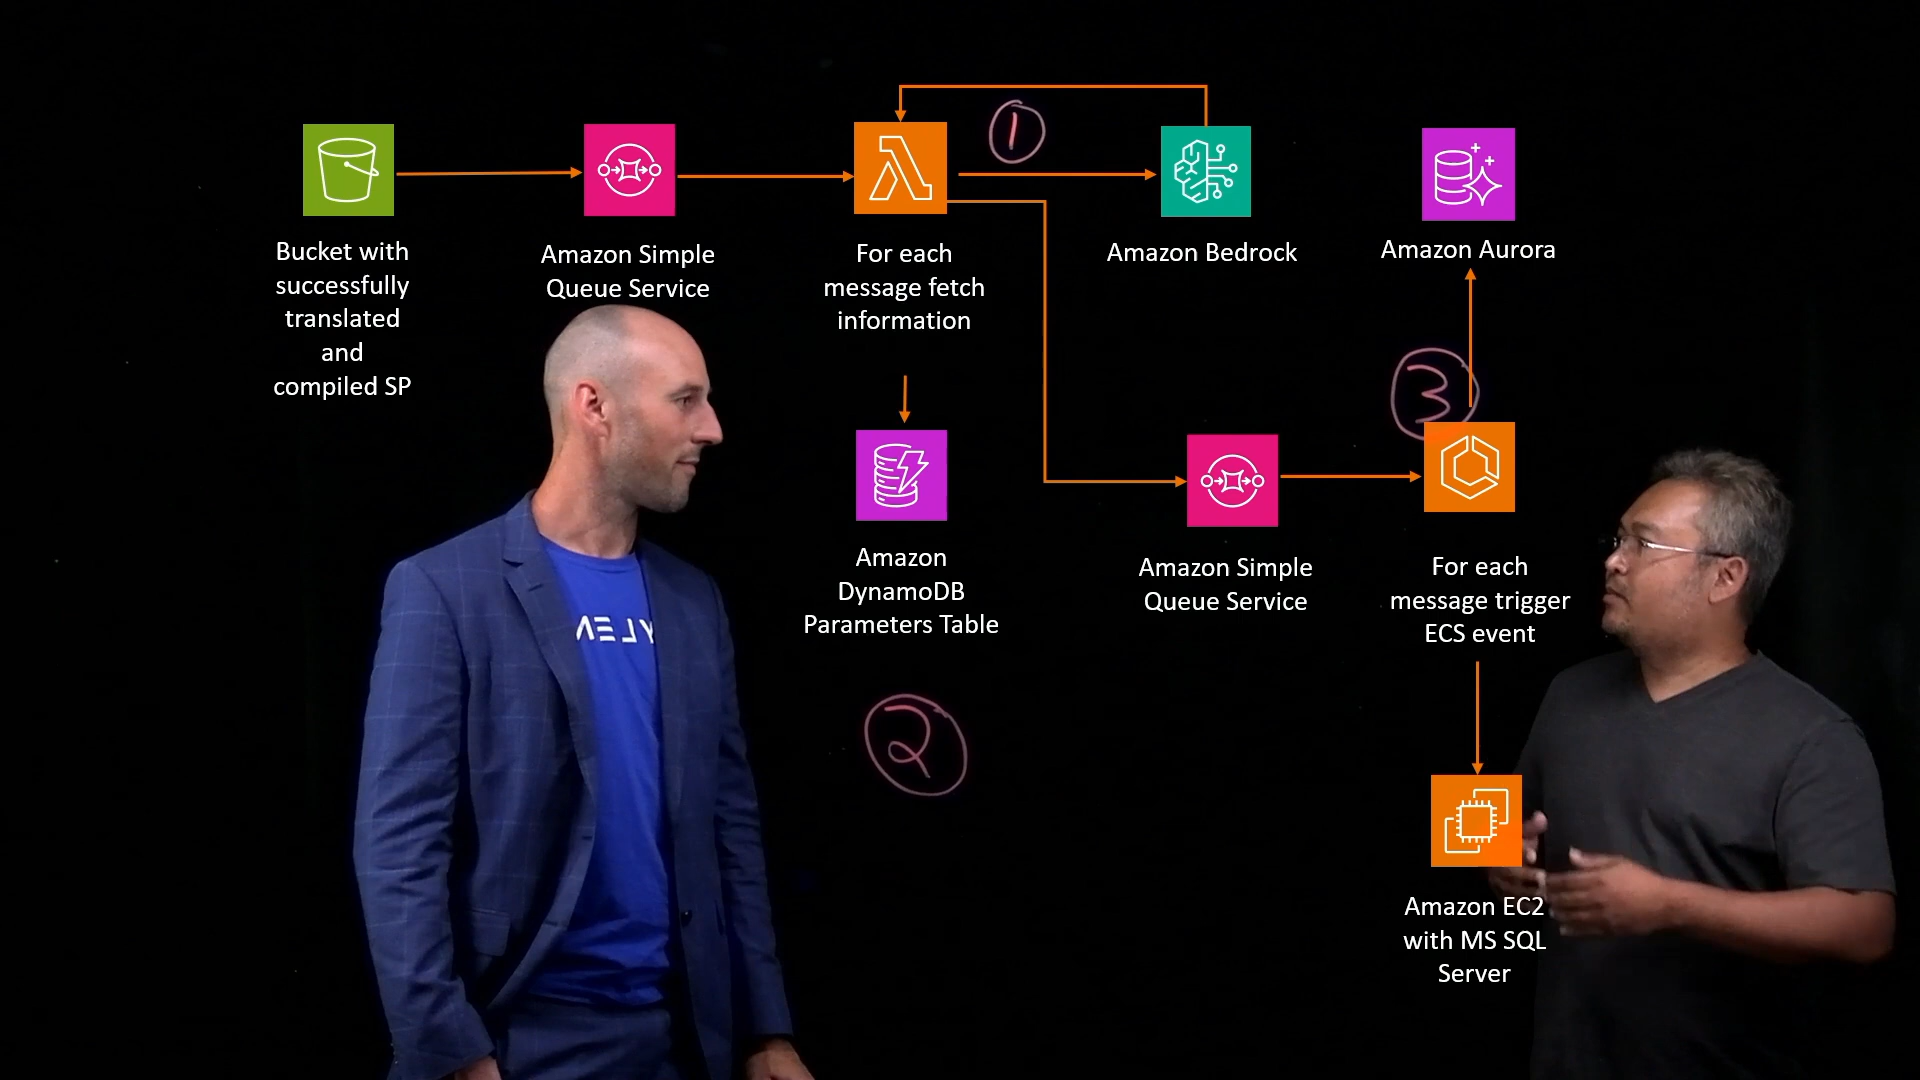 Bucket with
successfully
translated
and
compiled SP
Amazon Simple
Queue Service
For each
message fetch
information
1
Amazon Bedrock
Amazon Aurora
3
Amazon
DynamoDB
Parameters Table
2
Amazon Simple
Queue Service
For each
message trigger
ECS event
Amazon EC2
with MS SQL
Server